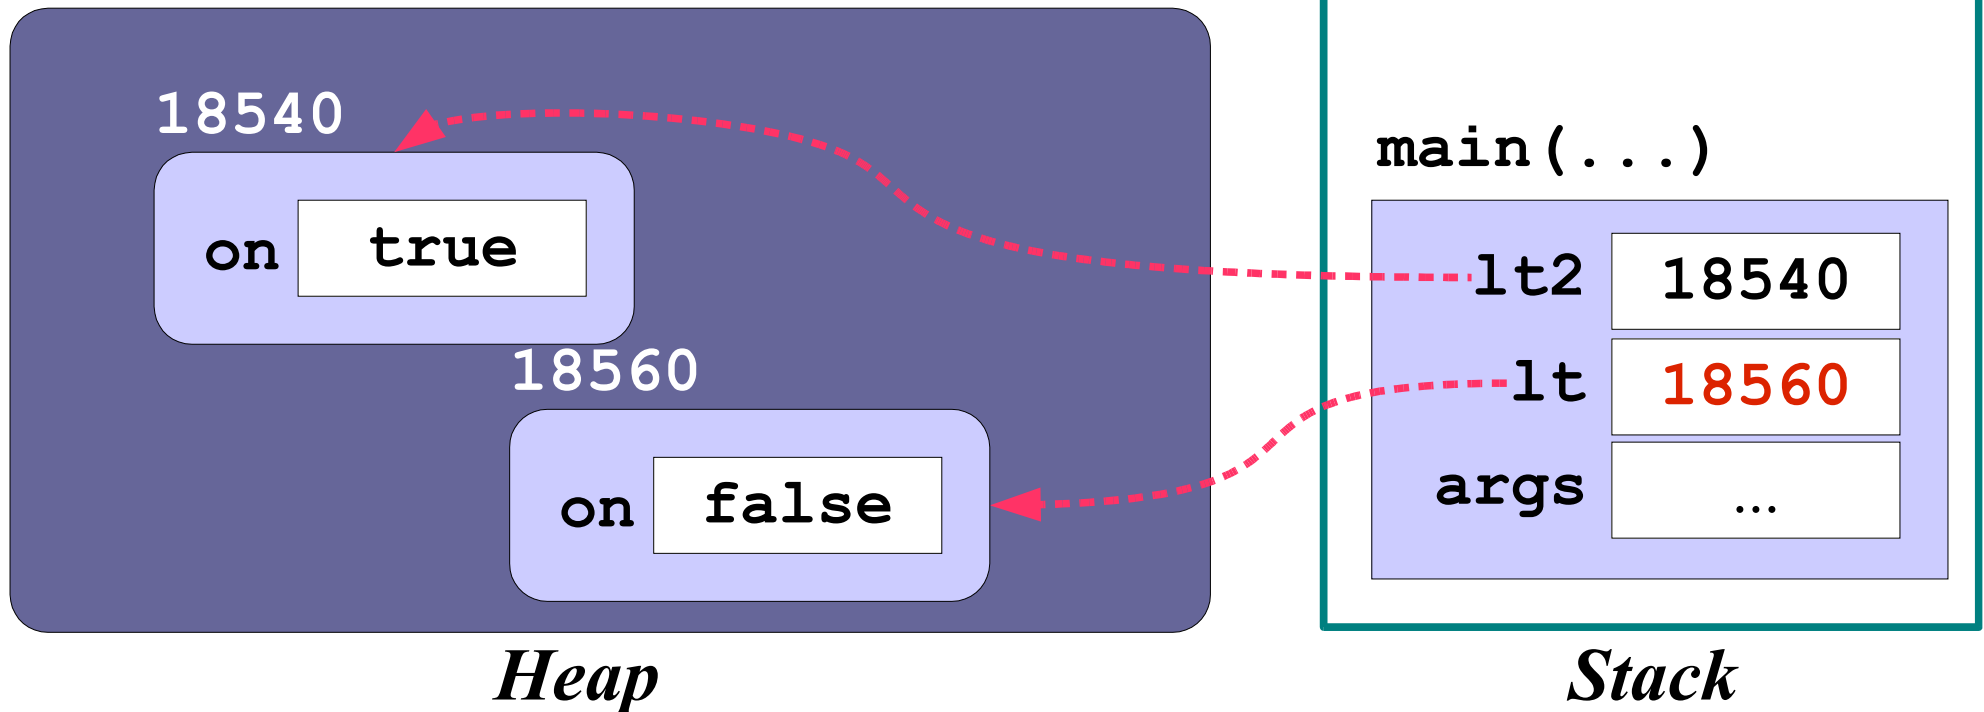 18540
on true
18560
on false
Heap
main(...)
lt2 18540
lt 18560
args ...
Stack